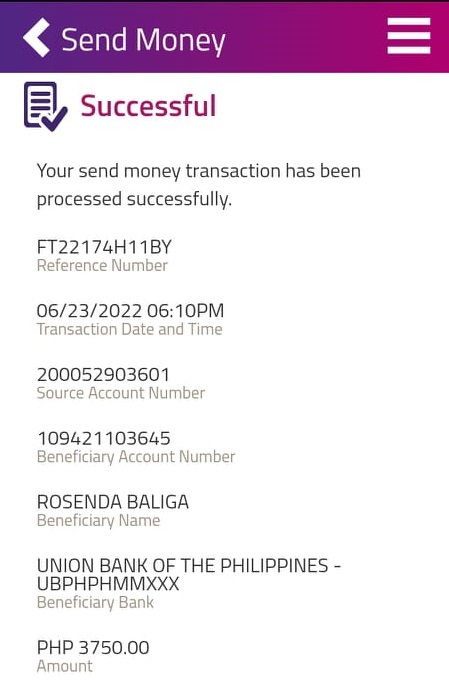 Send Money
Successful
Your send money transaction has been
processed successfully.
FT22174H11BY
Reference Number
06/23/2022 06:10PM
Transaction Date and Time
200052903601
Source Account Number
109421103645
Beneficiary Account Number
ROSENDA BALIGA
Beneficiary Name
UNION BANK OF THE PHILIPPINES -
UBPHPHMMXXX
Beneficiary Bank
PHP 3750.00
Amount